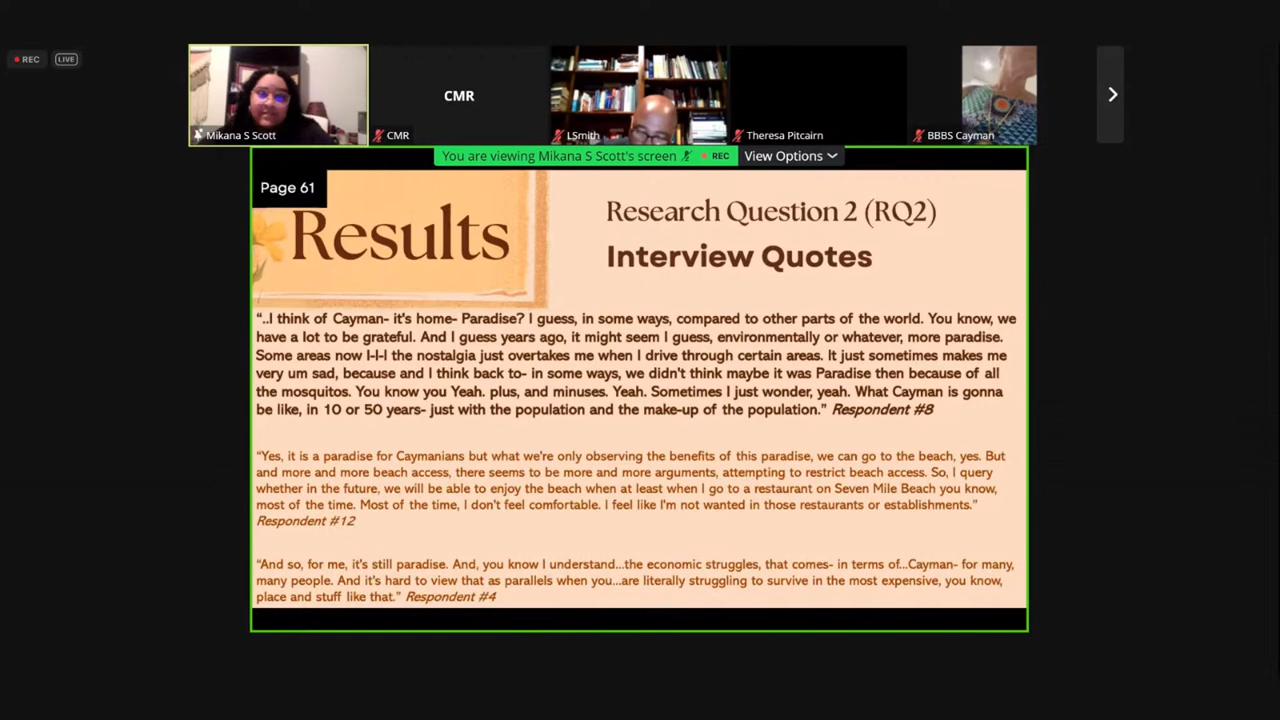 REC
LIVE
CMR
Mikana S Scott
CMR
LSmith
Theresa Pitcairn
BBBS Cayman
You are viewing Mikana S Scott's screen
REC
View Options
Page 61
Results
Research Question 2 (RQ2)
Interview Quotes
“..I think of Cayman- it's home- Paradise? I guess, in some ways, compared to other parts of the world. You know, we
have a lot to be grateful. And I guess years ago, it might seem I guess, environmentally or whatever, more paradise.
Some areas now I-I-I the nostalgia just overtakes me when I drive through certain areas. It just sometimes makes me
very um sad, because and I think back to- in some ways, we didn't think maybe it was Paradise then because of all
the mosquitos. You know you Yeah. plus, and minuses. Yeah. Sometimes I just wonder, yeah. What Cayman is gonna
be like, in 10 or 50 years- just with the population and the make-up of the population.” Respondent #8
“Yes, it is a paradise for Caymanians but what we're only observing the benefits of this paradise, we can go to the beach, yes. But
and more and more beach access, there seems to be more and more arguments, attempting to restrict beach access. So, I query
whether in the future, we will be able to enjoy the beach when at least when I go to a restaurant on Seven Mile Beach you know,
most of the time. Most of the time, I don't feel comfortable. I feel like I'm not wanted in those restaurants or establishments.”
Respondent #12
“And so, for me, it's still paradise. And, you know I understand...the economic struggles, that comes- in terms of...Cayman- for many,
many people. And it's hard to view that as parallels when you...are literally struggling to survive in the most expensive, you know,
place and stuff like that.” Respondent #4